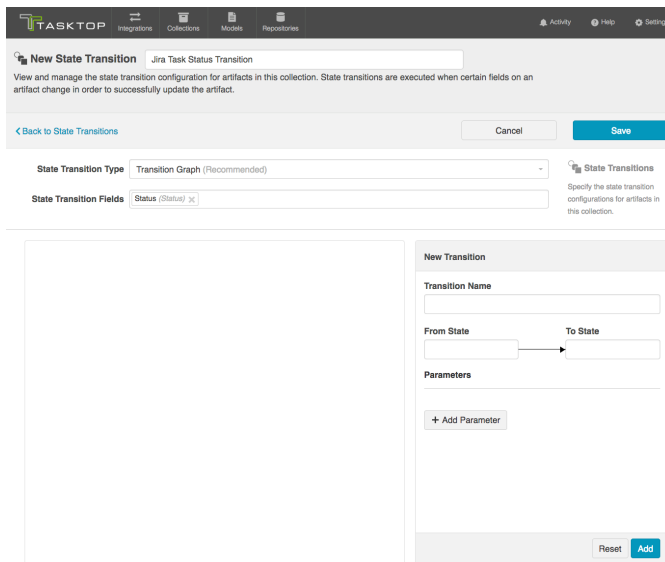 TASKTOP
Integrations
Collections
Models
Repositories
Activity
Help
Setting
New State Transition
Jira Task Status Transition
View and manage the state transition configuration for artifacts in this collection. State transitions are executed when certain fields on an
artifact change in order to successfully update the artifact.
Back to State Transitions
Cancel
Save
State Transition Type
Transition Graph (Recommended)
State Transition Fields
Status (Status)
State Transitions
Specify the state transition
configurations for artifacts in
this collection.
New Transition
Transition Name
From State
To State
Parameters
+ Add Parameter
Reset
Add